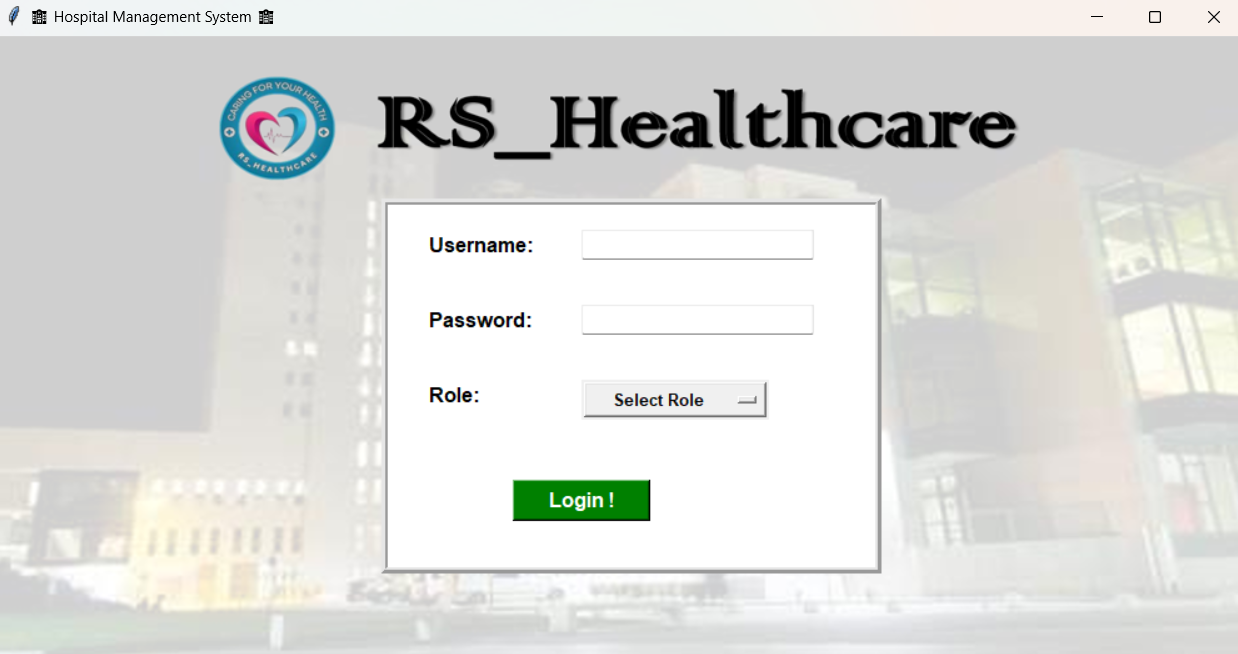 🏥 Hospital Management System 🏥
CARING FOR YOUR HEALTH
RS_HEALTHCARE
RS_Healthcare
Username:
Password:
Role:
Select Role
Login !